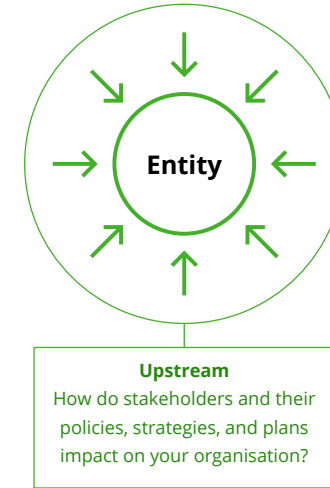 Entity
Upstream
How do stakeholders and their
policies, strategies, and plans
impact on your organisation?